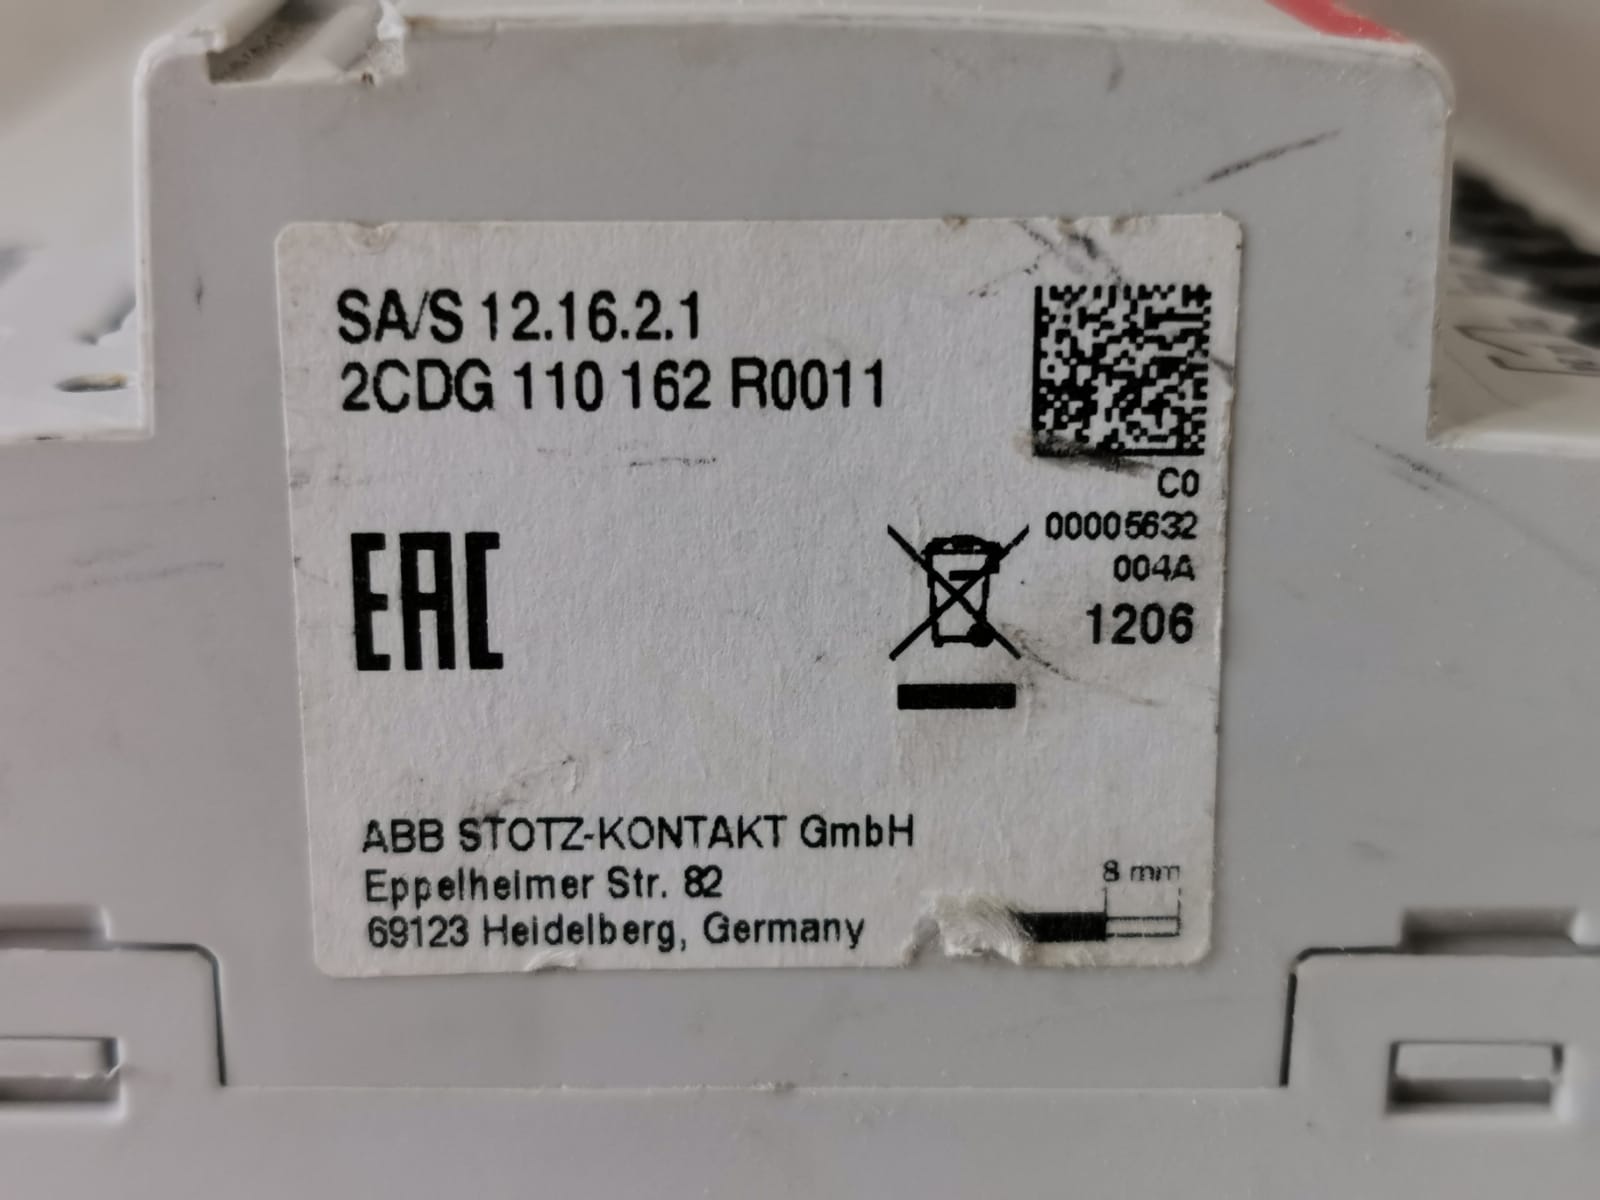 SA/S 12.16.2.1
2CDG 110 162 R0011
C0
00005632
004A
1206
EAC
ABB STOTZ-KONTAKT GmbH
Eppelheimer Str. 82
69123 Heidelberg, Germany
8 mm